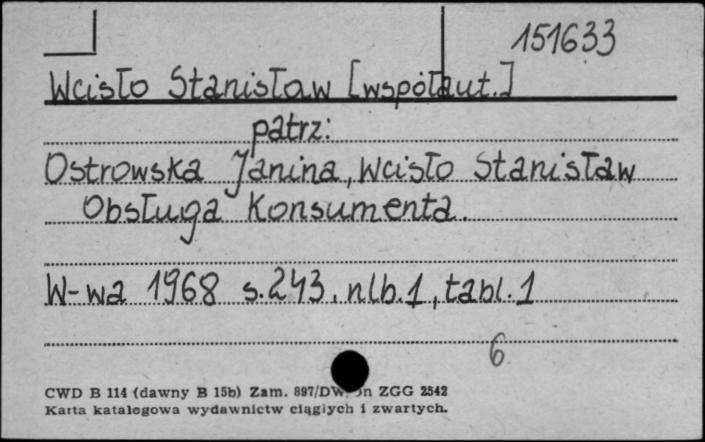 151633
Wcisło Stanisław [współaut.]
patrz:
Ostrowska Janina, Wcisło Stanisław
Obsługa Konsumenta.
W-wa 1968 s. 243, nlb. 1, tabl. 1
6
CWD B 114 (dawny B 15b) Zam. 897/DW. ZGG 2542
Karta katalogowa wydawnictw ciągłych i zwartych.